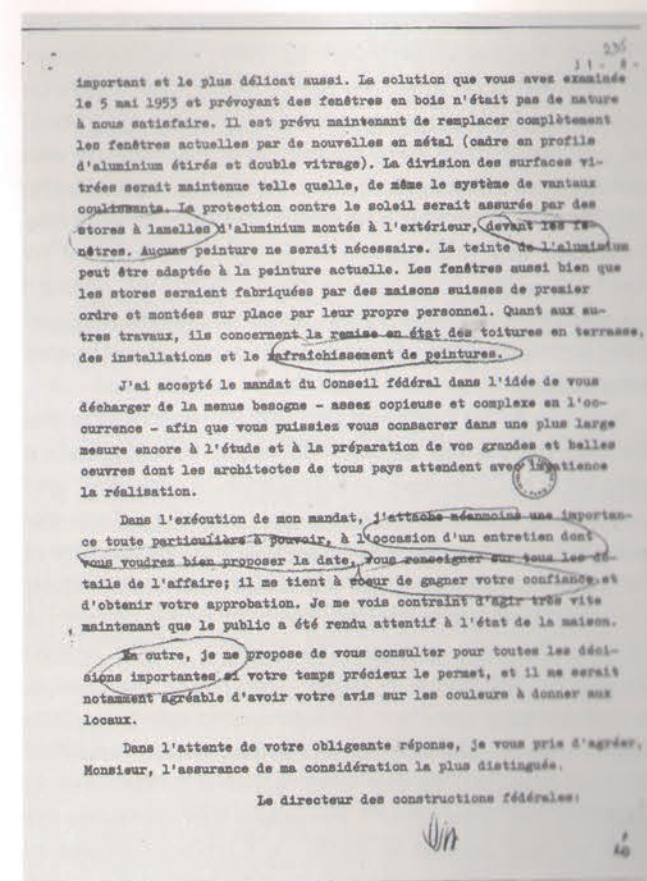 235
important et le plus délicat aussi. La solution que vous avez examinée
le 5 mai 1953 et prévoyant des fenêtres en bois n'était pas de nature
à nous satisfaire. Il est prévu maintenant de remplacer complètement
les fenêtres actuelles par de nouvelles en métal (cadre en profils
d'aluminium étirés et double vitrage). La division des surfaces vi-
trées serait maintenue telle quelle, de même le système de vantaux
coulissants. La protection contre le soleil serait assurée par des
stores à lamelles d'aluminium montés à l'extérieur, devant les fe-
nêtres. Aucune peinture ne serait nécessaire. La teinte de l'aluminium
peut être adaptée à la peinture actuelle. Les fenêtres aussi bien que
les stores seraient fabriquées par des maisons suisses de premier
ordre et montées sur place par leur propre personnel. Quant aux au-
tres travaux, ils concernent la remise en état des toitures en terrasse,
des installations et le rafraîchissement de peintures.
J'ai accepté le mandat du Conseil fédéral dans l'idée de vous
décharger de la menue besogne - assez copieuse et complexe en l'oc-
currence - afin que vous puissiez vous consacrer dans une plus large
mesure encore à l'étude et à la préparation de vos grandes et belles
oeuvres dont les architectes de tous pays attendent avec impatience
la réalisation.
Dans l'exécution de mon mandat, j'attache néanmoins une importan-
ce toute particulière à pouvoir, à l'occasion d'un entretien dont
vous voudrez bien proposer la date, vous renseigner sur tous les dé-
tails de l'affaire; il me tient à coeur de gagner votre confiance et
d'obtenir votre approbation. Je me vois contraint d'agir très vite
maintenant que le public a été rendu attentif à l'état de la maison.
En outre, je me propose de vous consulter pour toutes les déci-
sions importantes si votre temps précieux le permet, et il me serait
notamment agréable d'avoir votre avis sur les couleurs à donner aux
locaux.
Dans l'attente de votre obligeante réponse, je vous prie d'agréer,
Monsieur, l'assurance de ma considération la plus distinguée.
Le directeur des constructions fédérales: